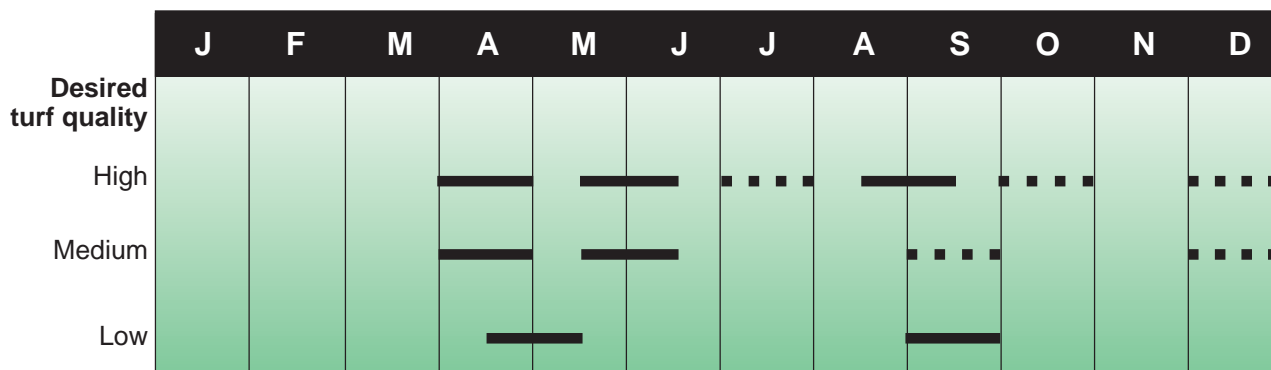 J F M A M J J A S O N D
Desired
turf quality
High
Medium
Low